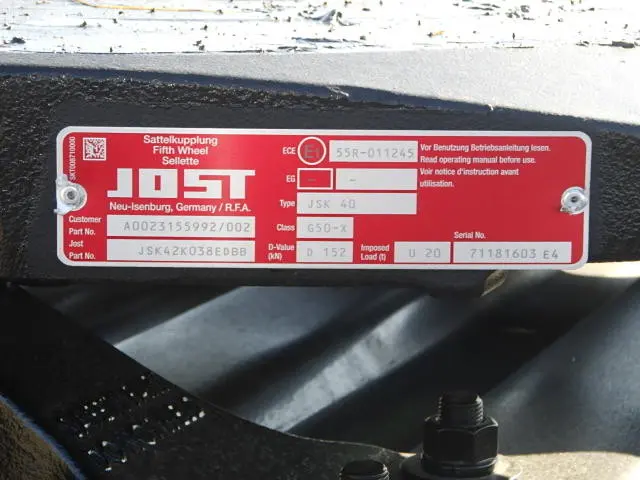 SKT008710000
Sattelkupplung
Fifth Wheel
Sellette
JOST
Neu-Isenburg, Germany / R.F.A.
Customer Part No. A0023155992/002
Jost Part No. JSK42K038EDBB
ECE E1 55R-011245
EG - -
Type JSK 40
Class G50-X
D-Value (kN) D 152 Imposed Load (t) U 20
Vor Benutzung Betriebsanleitung lesen.
Read operating manual before use.
Voir notice d'instruction avant
utilisation.
Serial No. 71181603 E4